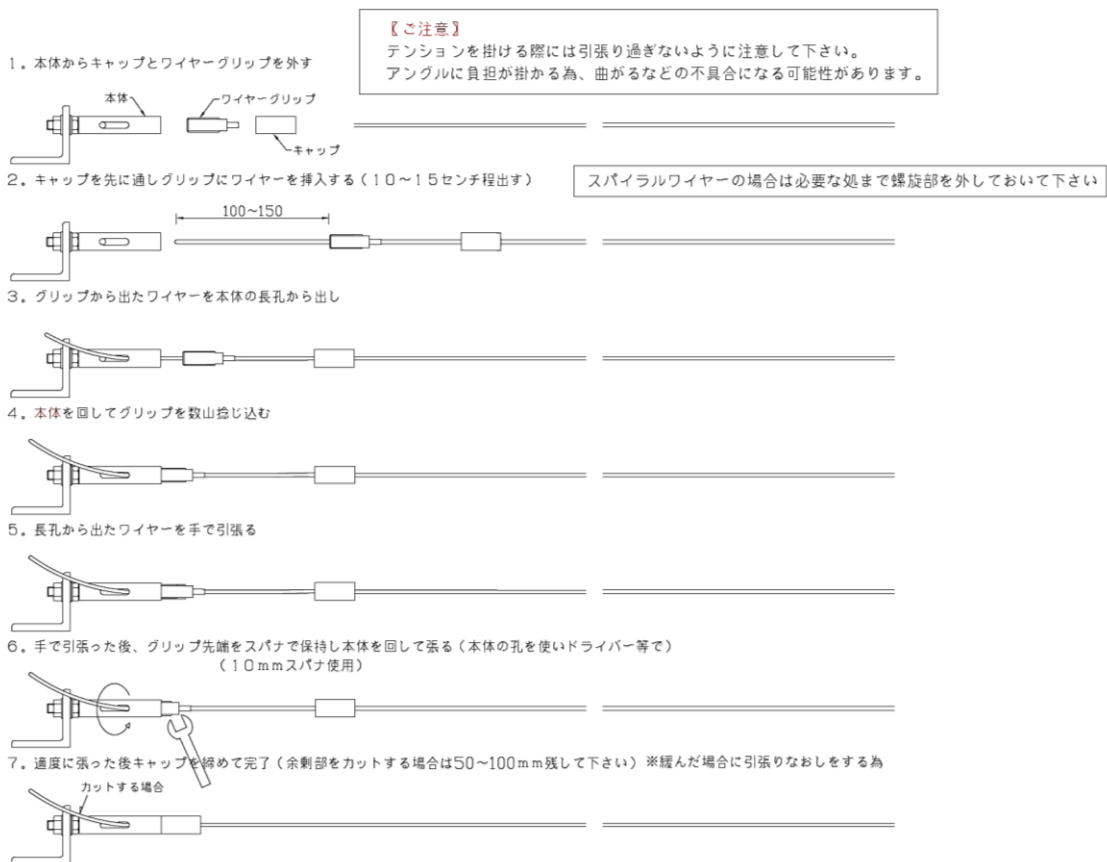 【ご注意】
テンションを掛ける際には引張り過ぎないように注意して下さい。
アングルに負担が掛かる為、曲がるなどの不具合になる可能性があります。
1．本体からキャップとワイヤーグリップを外す
本体
ワイヤーグリップ
キャップ
2．キャップを先に通しグリップにワイヤーを挿入する（10～15センチ程出す）
スパイラルワイヤーの場合は必要な処まで螺旋部を外しておいて下さい
100~150
3．グリップから出たワイヤーを本体の長孔から出し
4．本体を回してグリップを数山捻じ込む
5．長孔から出たワイヤーを手で引張る
6．手で引張った後、グリップ先端をスパナで保持し本体を回して張る（本体の孔を使いドライバー等で）
（10mmスパナ使用）
7．適度に張った後キャップを締めて完了（余剰部をカットする場合は50～100mm残して下さい）※緩んだ場合に引張りなおしをする為
カットする場合